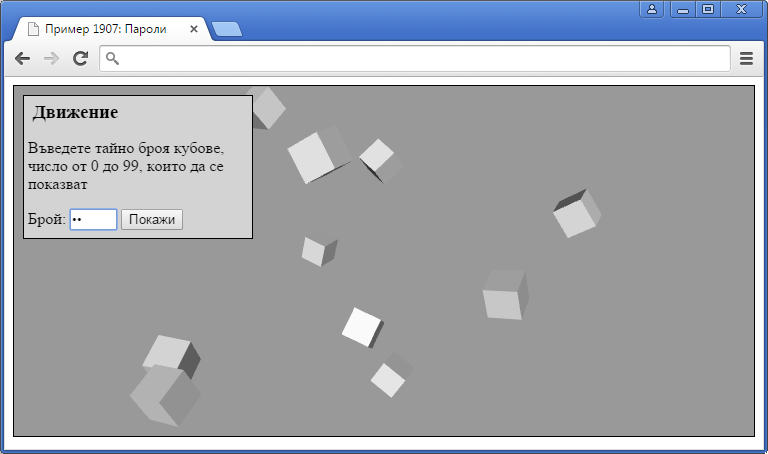 Пример 1907: Пароли
Движение
Въведете тайно броя кубове,
число от 0 до 99, които да се
показват
Брой: •• Покажи